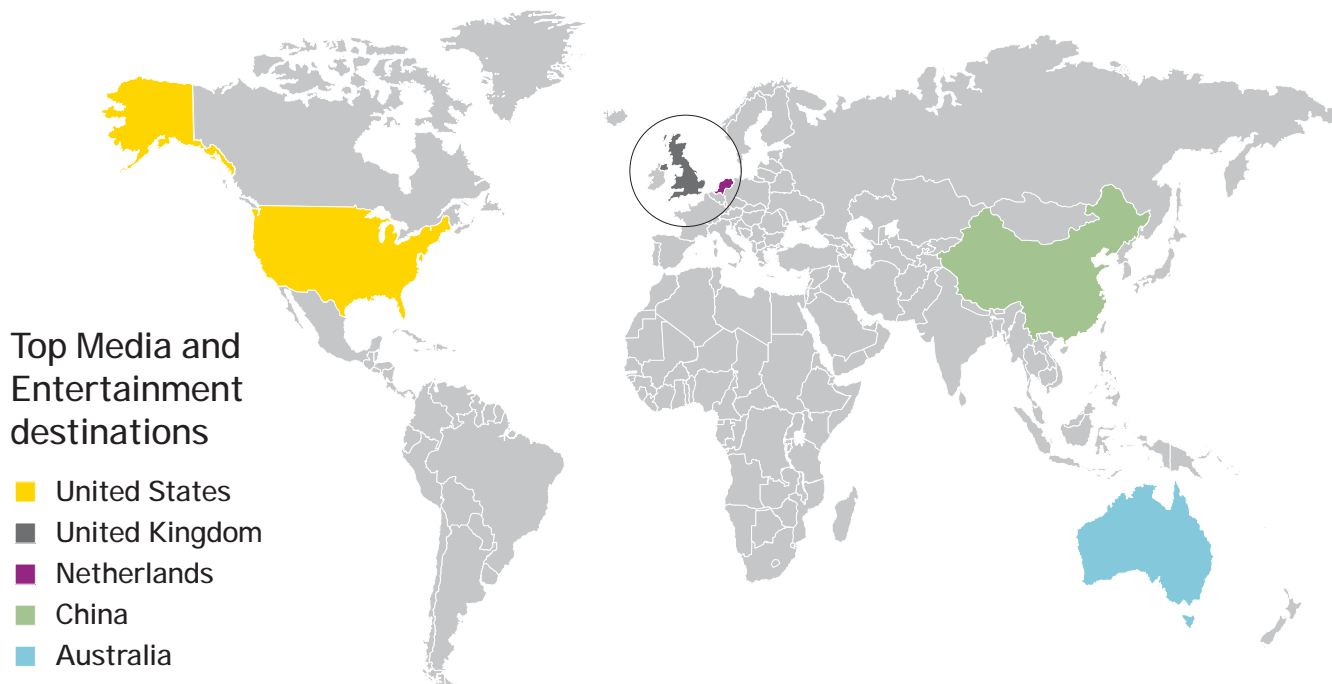 Top Media and
Entertainment
destinations
United States
United Kingdom
Netherlands
China
Australia